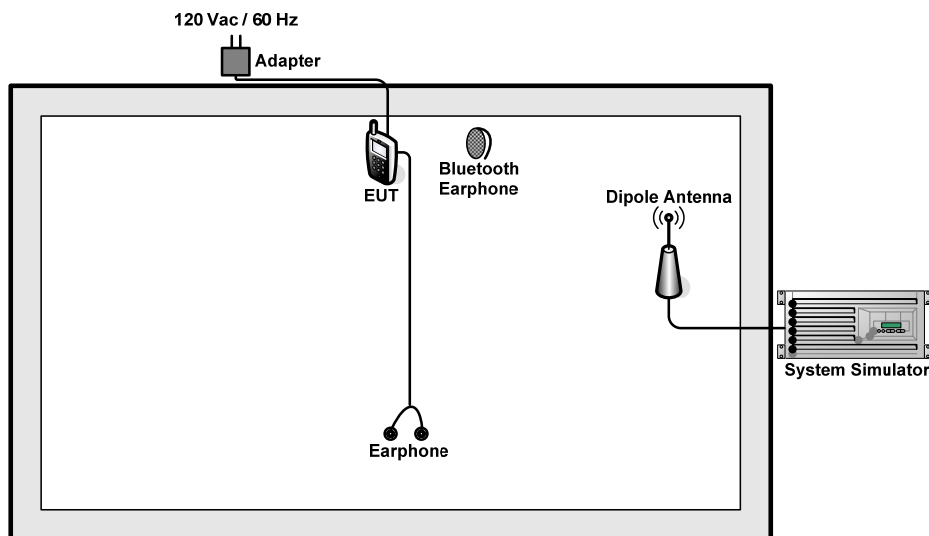 120 Vac / 60 Hz
Adapter
EUT
Bluetooth
Earphone
Dipole Antenna
System Simulator
Earphone